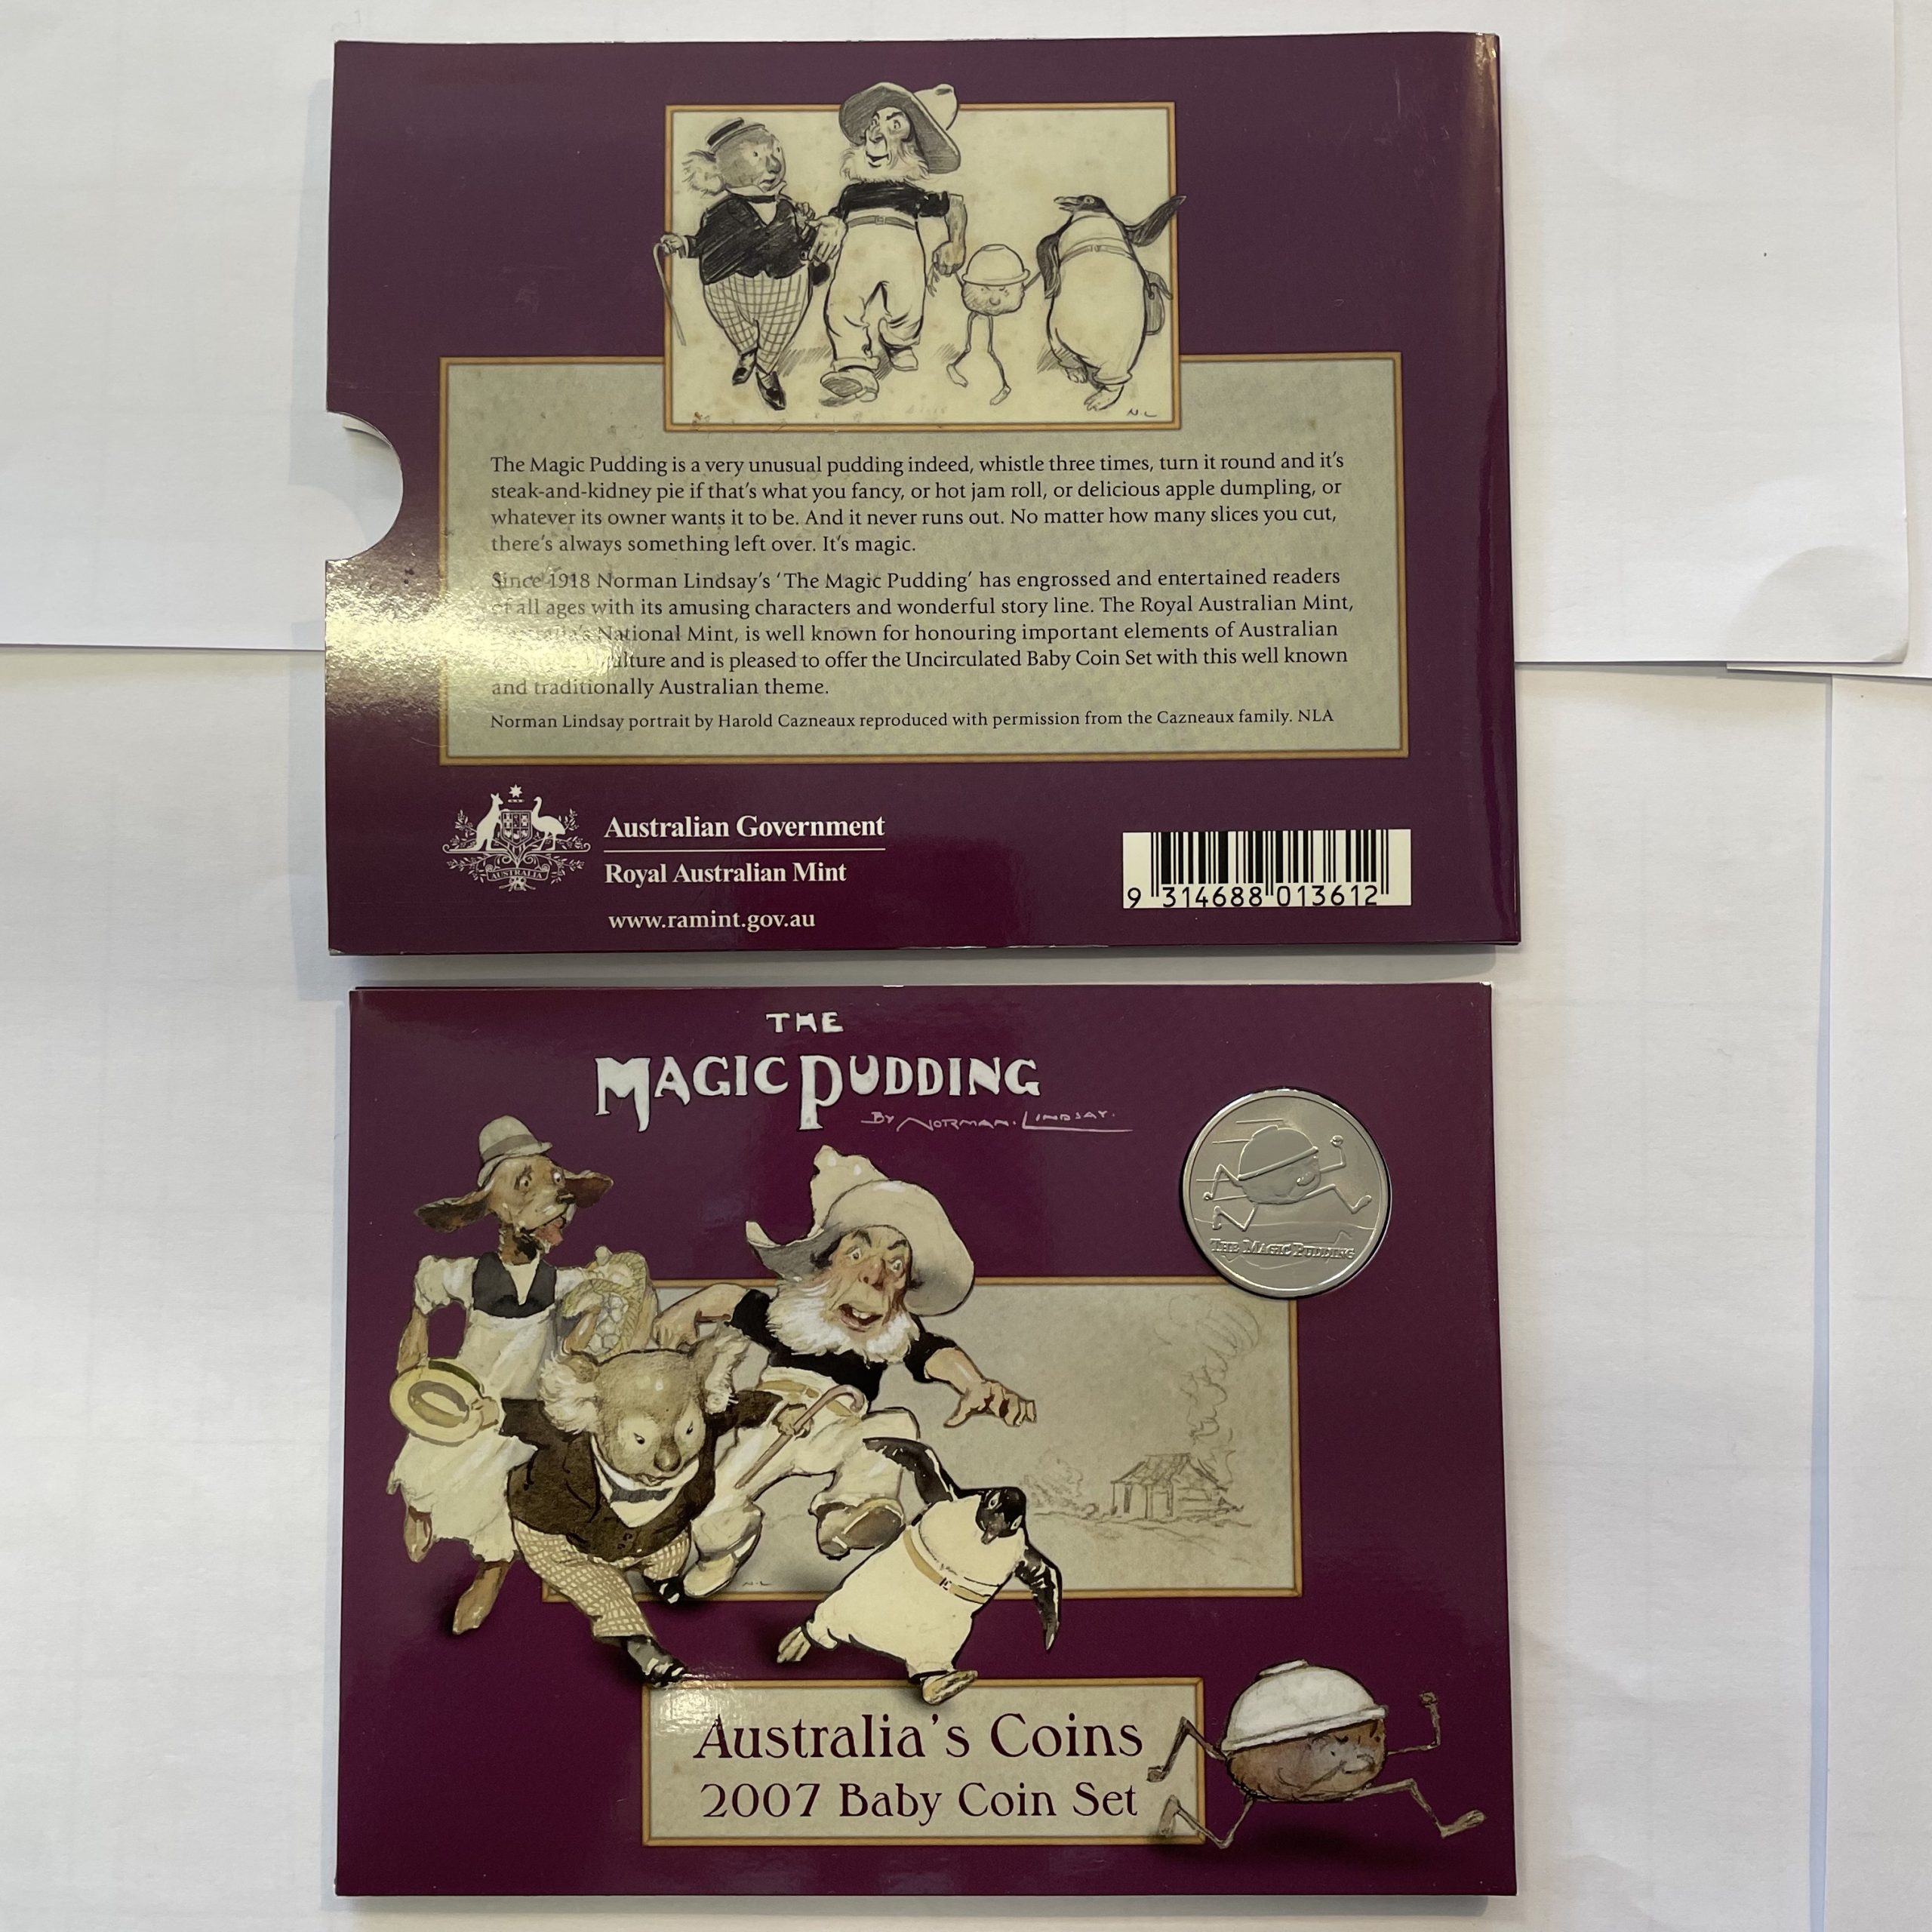 The Magic Pudding is a very unusual pudding indeed, whistle three times, turn it round and it's
steak-and-kidney pie if that's what you fancy, or hot jam roll, or delicious apple dumpling, or
whatever its owner wants it to be. And it never runs out. No matter how many slices you cut,
there's always something left over. It's magic.
Since 1918 Norman Lindsay's 'The Magic Pudding' has engrossed and entertained readers
of all ages with its amusing characters and wonderful story line. The Royal Australian Mint,
National Mint, is well known for honouring important elements of Australian
and is pleased to offer the Uncirculated Baby Coin Set with this well known
and traditionally Australian theme.
Norman Lindsay portrait by Harold Cazneaux reproduced with permission from the Cazneaux family. NLA
N.L
AUSTRALIA
Australian Government
Royal Australian Mint
www.ramint.gov.au
9 314688 013612
THE
MAGIC PUDDING
BY NORMAN. LINDSAY.
THE MAGIC PUDDING
N.L
Australia's Coins
2007 Baby Coin Set